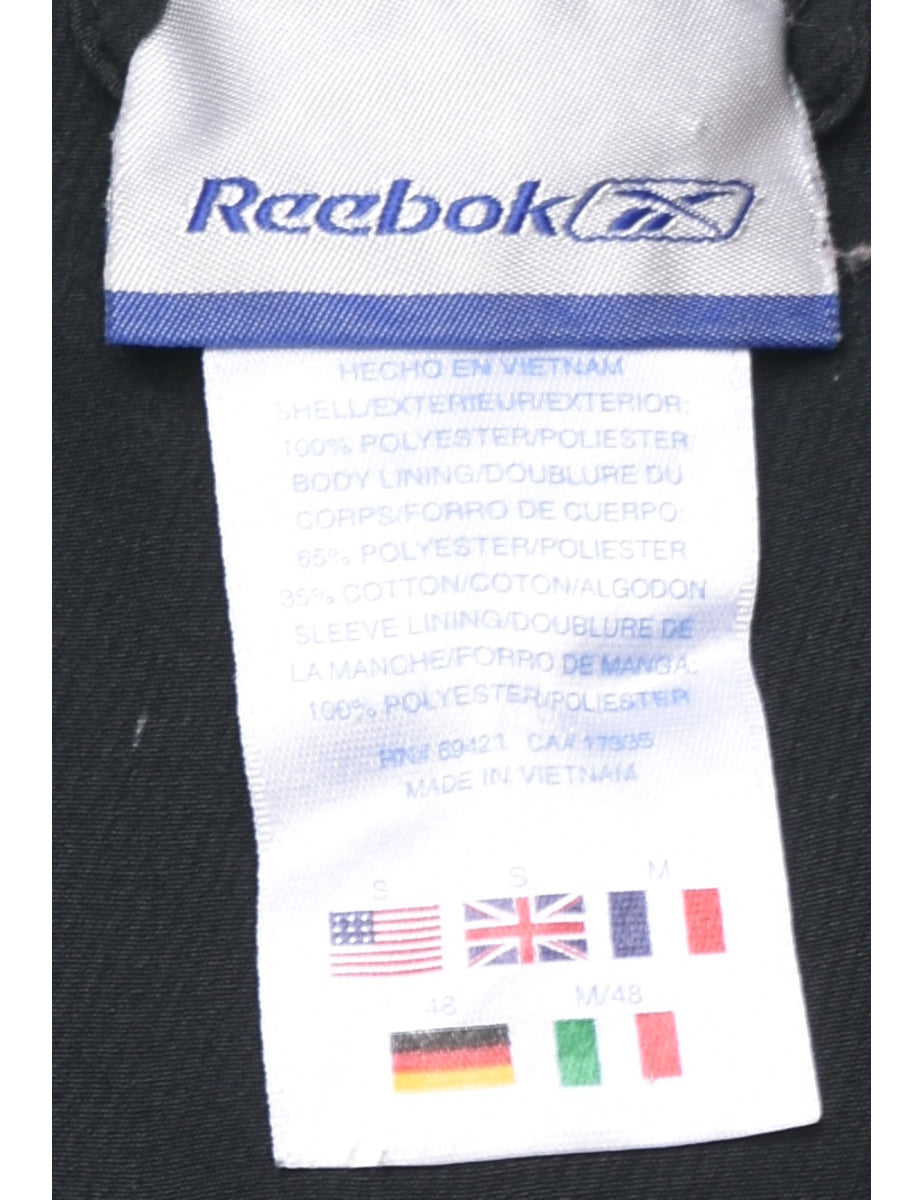 Reebok
HECHO EN VIETNAM
SHELL/EXTERIEUR/EXTERIOR:
100% POLYESTER/POLIESTER
BODY LINING/DOUBLURE DU
CORPS/FORRO DE CUERPO:
65% POLYESTER/POLIESTER
35% COTTON/COTON/ALGODON
SLEEVE LINING/DOUBLURE DE
LA MANCHE/FORRO DE MANGA:
100% POLYESTER/POLIESTER
RN# 69421 CA# 17335
MADE IN VIETNAM
S S M
48 M/48